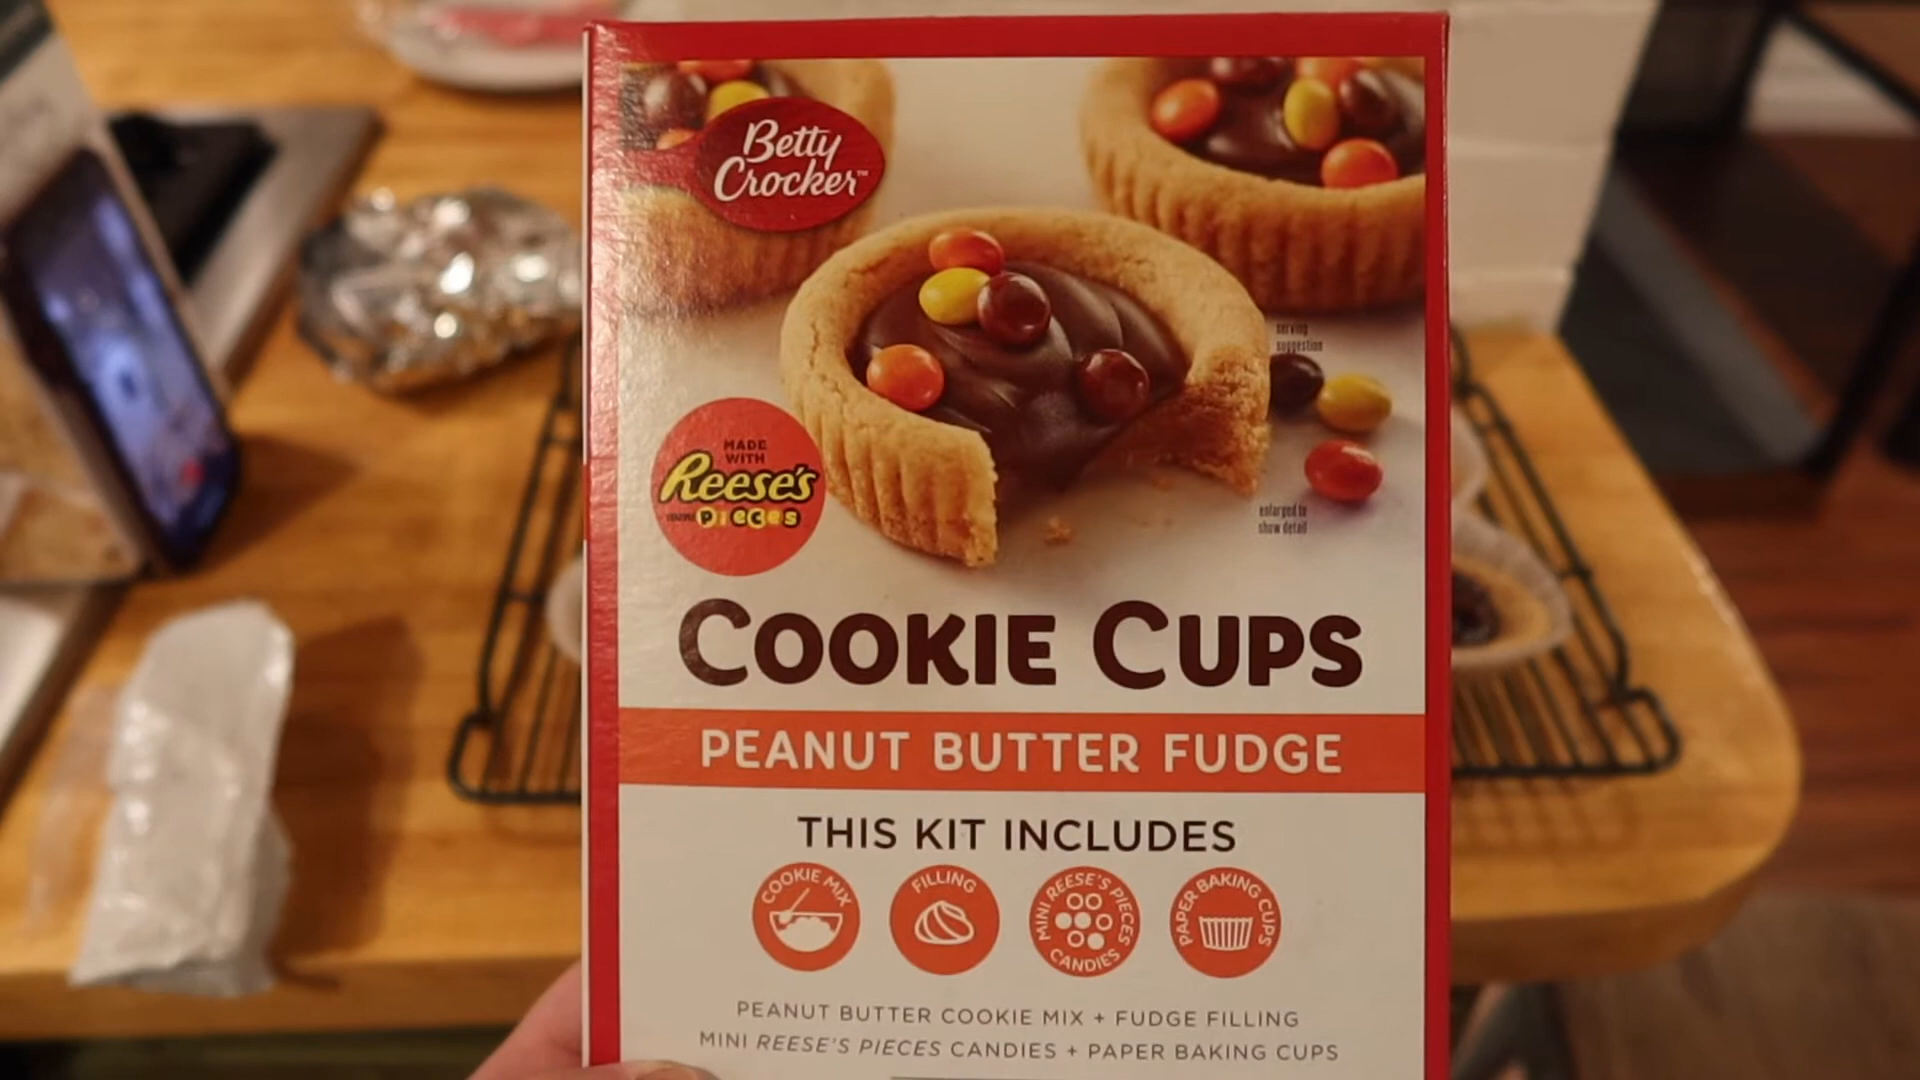 Betty
Crocker™
serving
suggestion
MADE
WITH
Reese's
PIECES
enlarged to
show detail
COOKIE CUPS
PEANUT BUTTER FUDGE
THIS KIT INCLUDES
COOKIE MIX
FILLING
MINI REESE'S PIECES CANDIES
PAPER BAKING CUPS
PEANUT BUTTER COOKIE MIX + FUDGE FILLING
MINI REESE'S PIECES CANDIES + PAPER BAKING CUPS